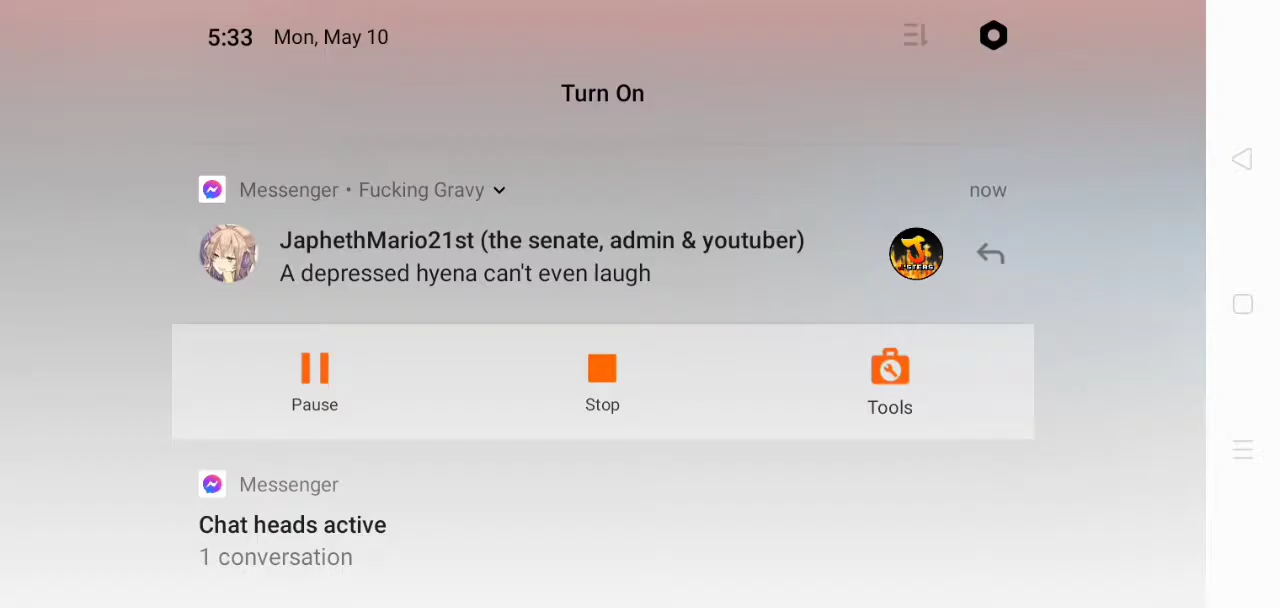 5:33 Mon, May 10
Turn On
Messenger • Fucking Gravy now
JaphethMario21st (the senate, admin & youtuber)
A depressed hyena can't even laugh
Pause Stop Tools
Messenger
Chat heads active
1 conversation